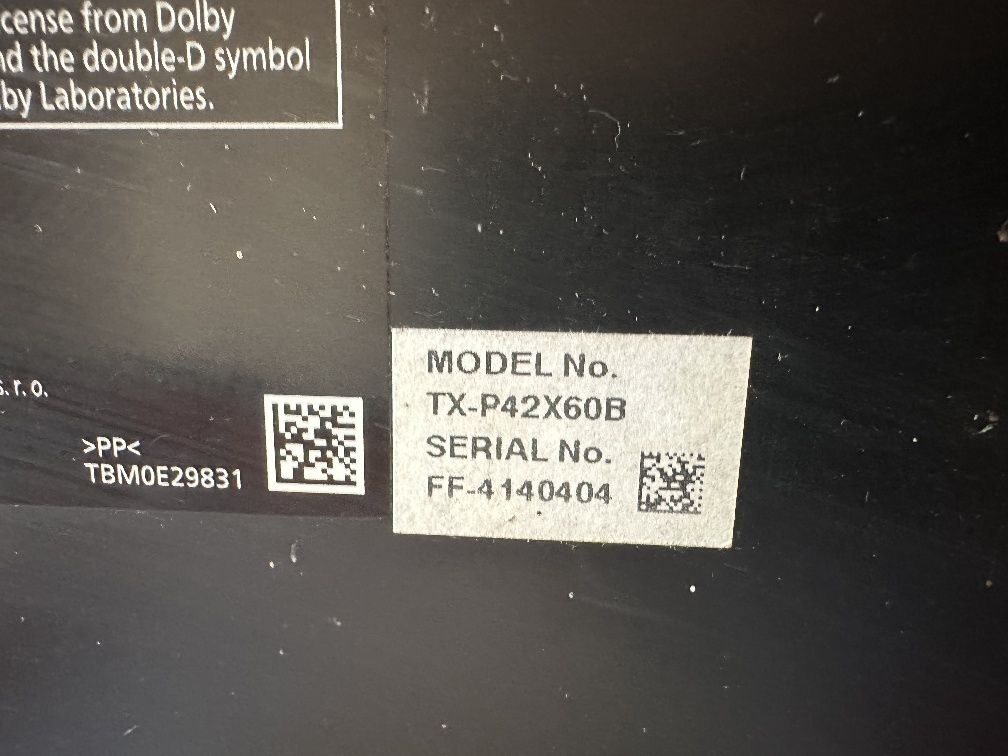 cense from Dolby
nd the double-D symbol
by Laboratories.
s. r. o.
>PP<
TBM0E29831
MODEL No.
TX-P42X60B
SERIAL No.
FF-4140404